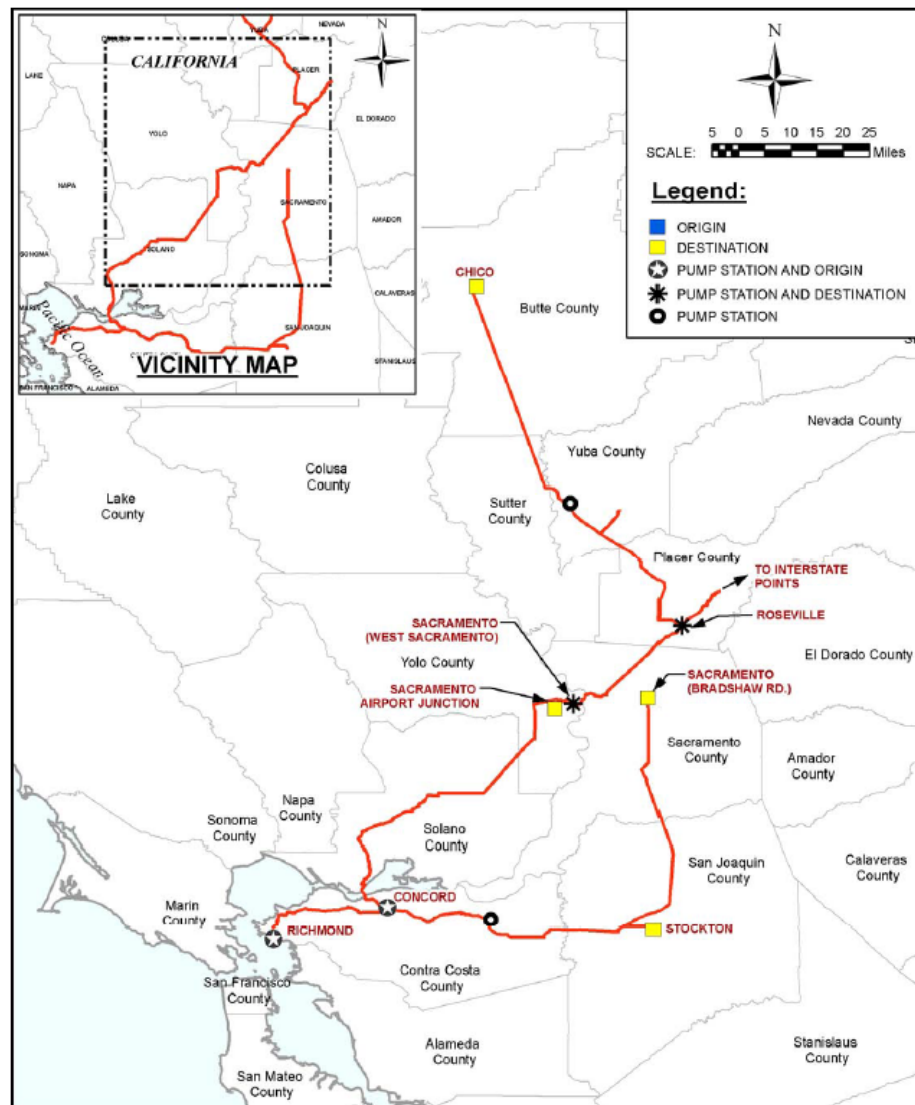 YUBA
NEVADA
COLUSA
N
CALIFORNIA
PLACER
LAKE
EL DORADO
YOLO
NAPA
SACRAMENTO
AMADOR
SOLANO
SONOMA
CALAVERAS
MARIN
Pacific Ocean
SAN JOAQUIN
VICINITY MAP
STANISLAUS
SAN FRANCISCO
ALAMEDA
N
SCALE:
5 0 5 10 15 20 25
Miles
Legend:
ORIGIN
DESTINATION
PUMP STATION AND ORIGIN
PUMP STATION AND DESTINATION
PUMP STATION
CHICO
Butte County
Nevada County
Yuba County
Colusa
County
Lake
County
Sutter
County
Placer County
TO INTERSTATE
POINTS
ROSEVILLE
SACRAMENTO
(WEST SACRAMENTO)
Yolo County
El Dorado County
SACRAMENTO
(BRADSHAW RD.)
SACRAMENTO
AIRPORT JUNCTION
Sacramento
County
Amador
County
Napa
County
Sonoma
County
Solano
County
San Joaquin
County
Calaveras
County
CONCORD
Marin
County
RICHMOND
STOCKTON
Contra Costa
County
San Francisco
County
Alameda
County
Stanislaus
County
San Mateo
County